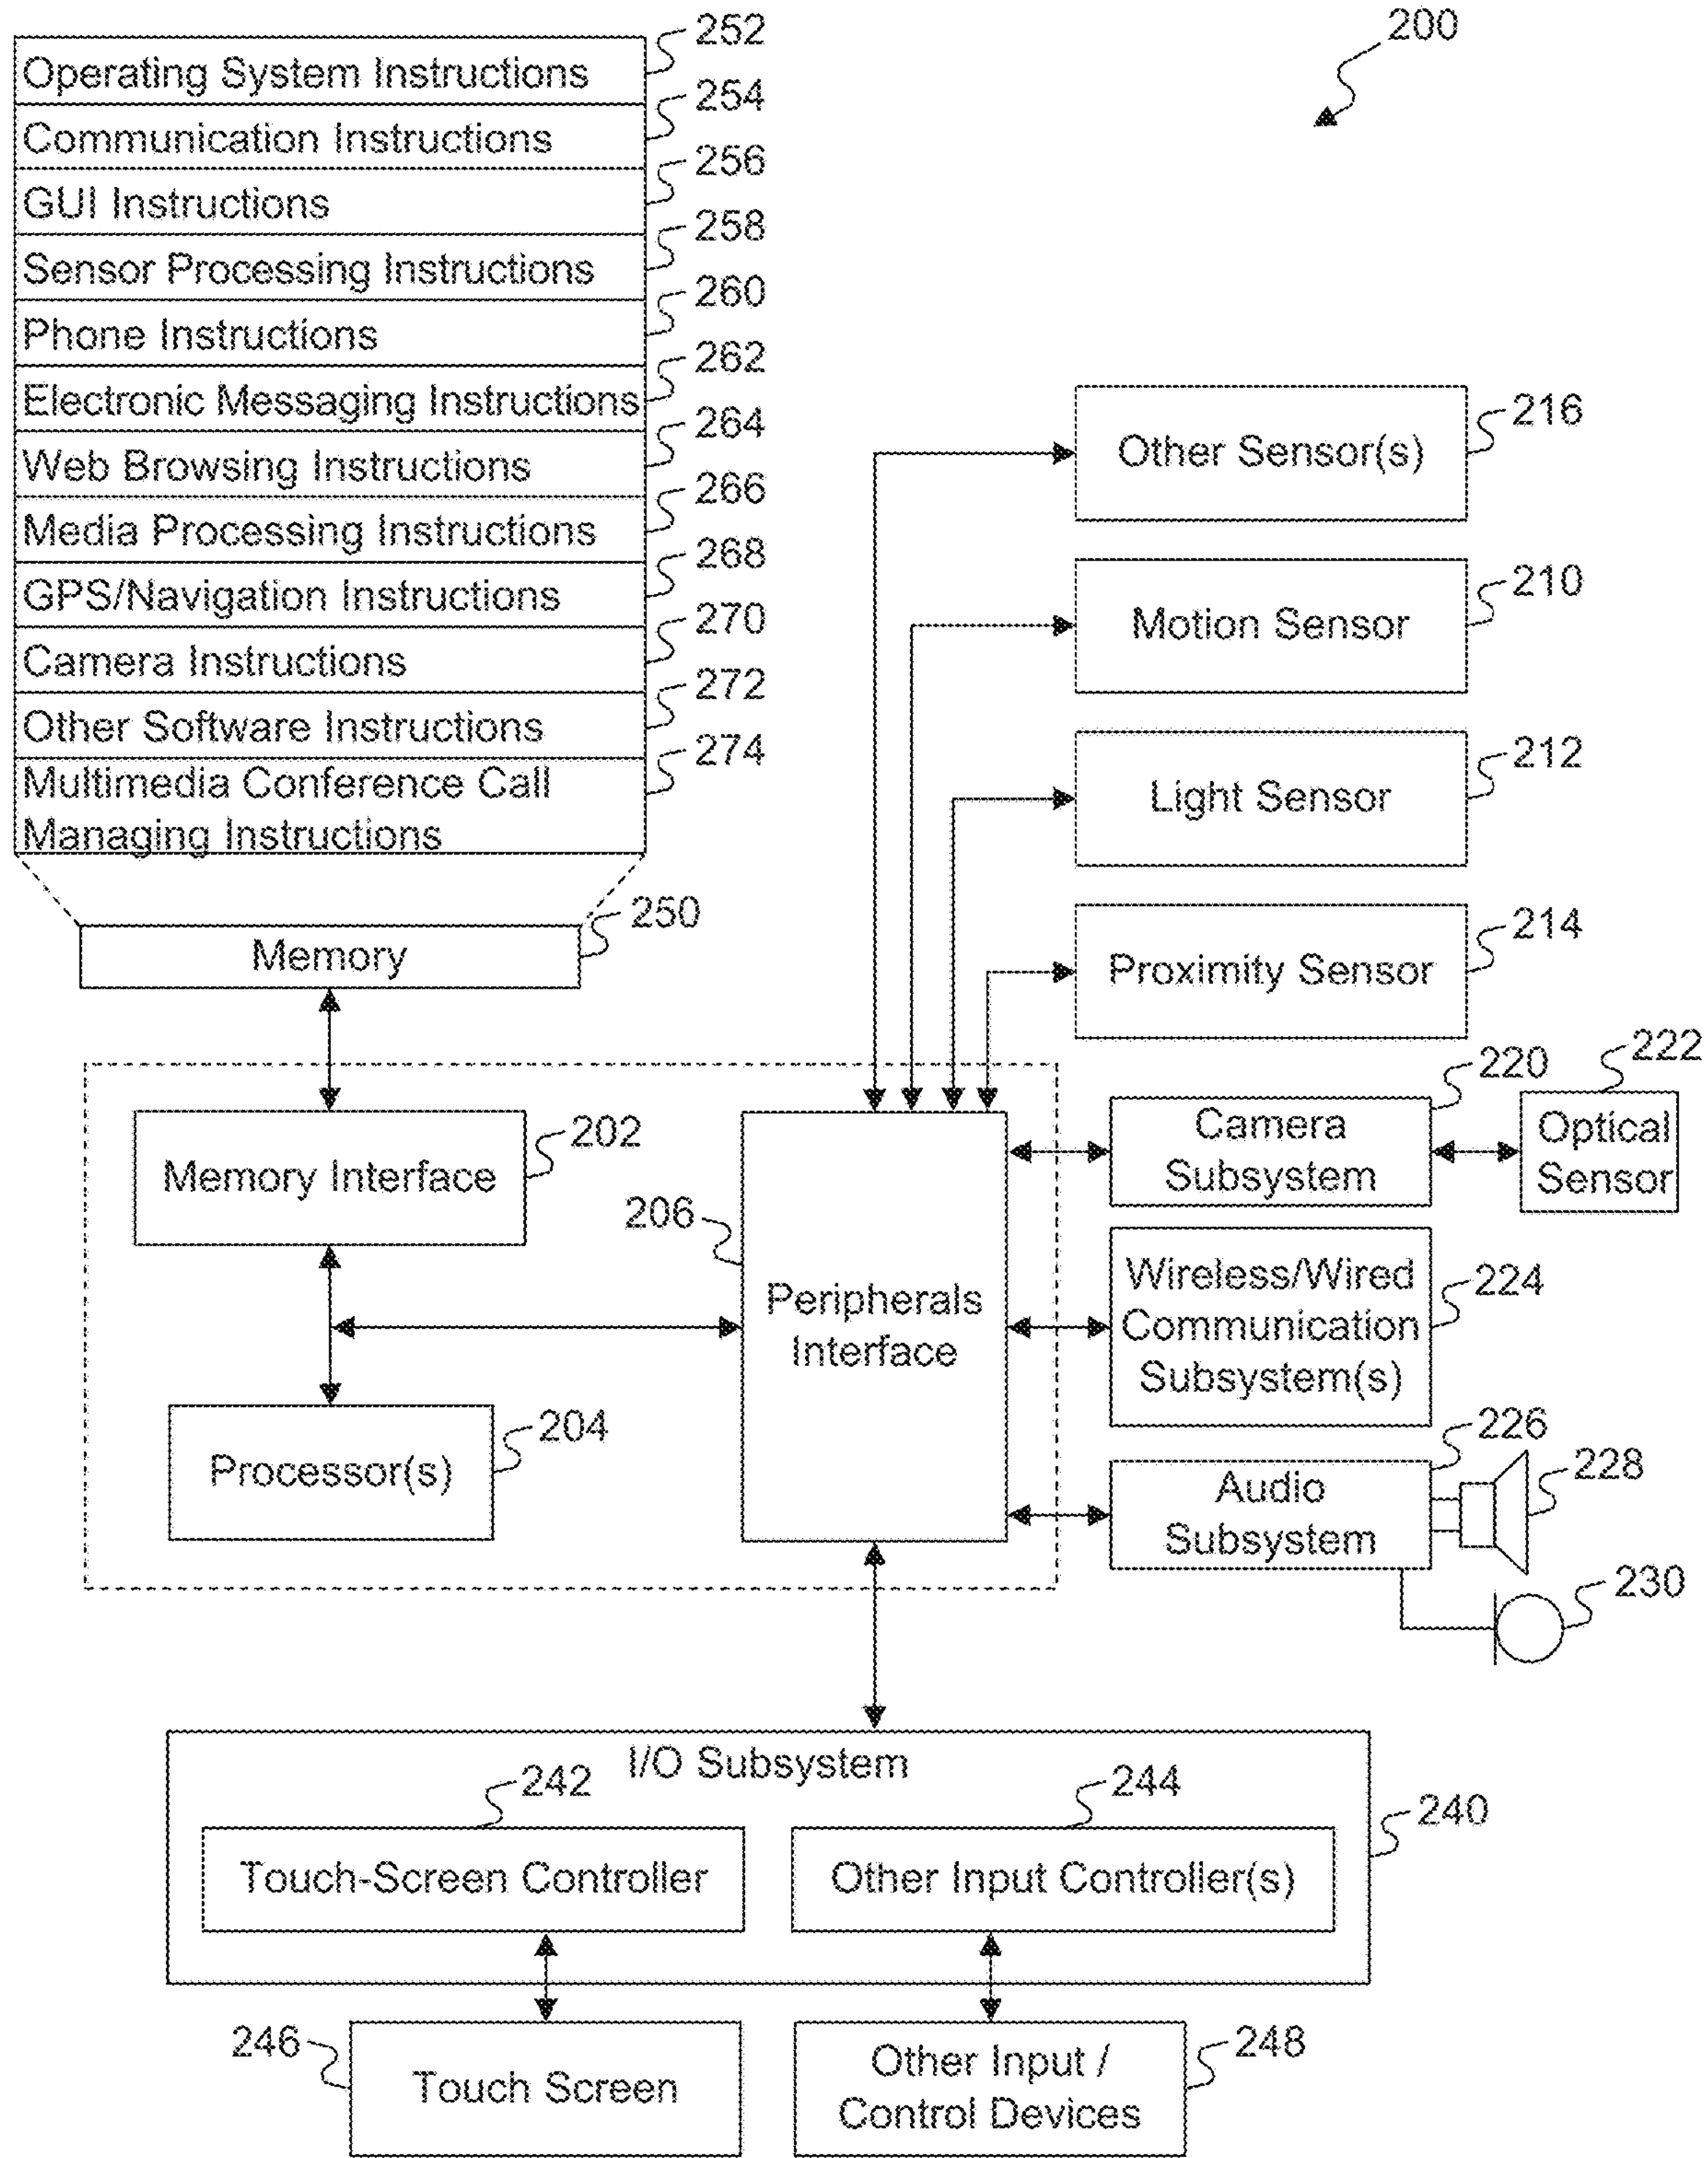 200
252
Operating System Instructions
254
Communication Instructions
256
GUI Instructions
258
Sensor Processing Instructions
260
Phone Instructions
262
Electronic Messaging Instructions
264
Web Browsing Instructions
266
Media Processing Instructions
268
GPS/Navigation Instructions
270
Camera Instructions
272
Other Software Instructions
274
Multimedia Conference Call
Managing Instructions
250
Memory
216
Other Sensor(s)
210
Motion Sensor
212
Light Sensor
214
Proximity Sensor
202
Memory Interface
206
Peripherals
Interface
204
Processor(s)
220
Camera
Subsystem
222
Optical
Sensor
224
Wireless/Wired
Communication
Subsystem(s)
226
Audio
Subsystem
228
230
I/O Subsystem
240
242
Touch-Screen Controller
244
Other Input Controller(s)
246
Touch Screen
248
Other Input /
Control Devices